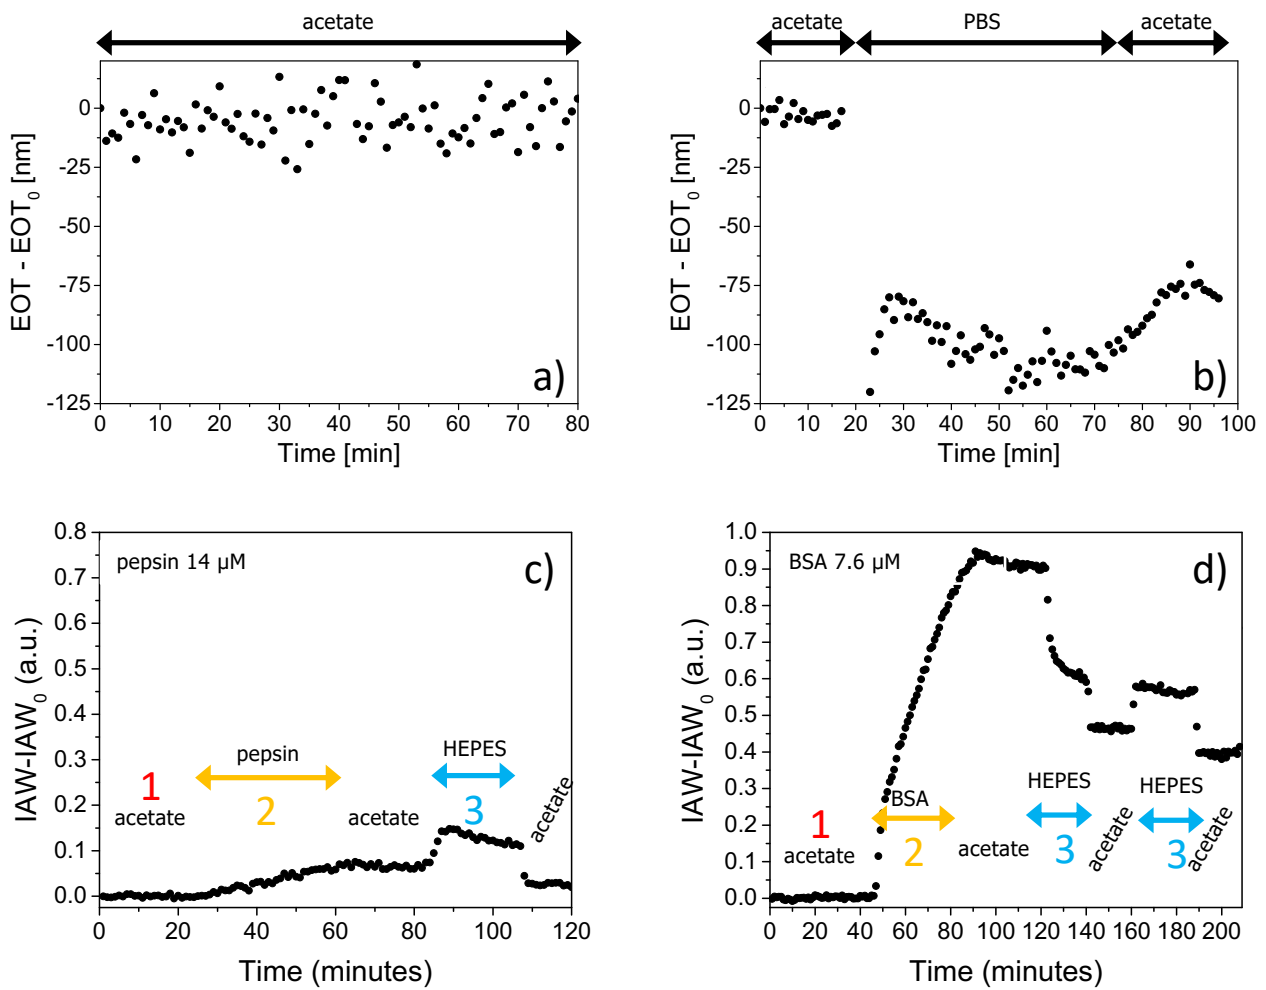 acetate
0
-25
-50
-75
-100
-125
EOT - EOT0 [nm]
a)
0 10 20 30 40 50 60 70 80
Time [min]
acetate PBS acetate
0
-25
-50
-75
-100
-125
EOT - EOT0 [nm]
b)
0 10 20 30 40 50 60 70 80 90 100
Time [min]
0.8
0.7
0.6
0.5
0.4
0.3
0.2
0.1
0.0
IAW-IAW0 (a.u.)
pepsin 14 µM
c)
pepsin
HEPES
1
2
3
acetate
acetate
acetate
0 20 40 60 80 100 120
Time (minutes)
1.0
0.9
0.8
0.7
0.6
0.5
0.4
0.3
0.2
0.1
0.0
IAW-IAW0 (a.u.)
BSA 7.6 µM
d)
BSA
HEPES
HEPES
1
2
3
3
acetate
acetate
acetate
acetate
0 20 40 60 80 100 120 140 160 180 200
Time (minutes)